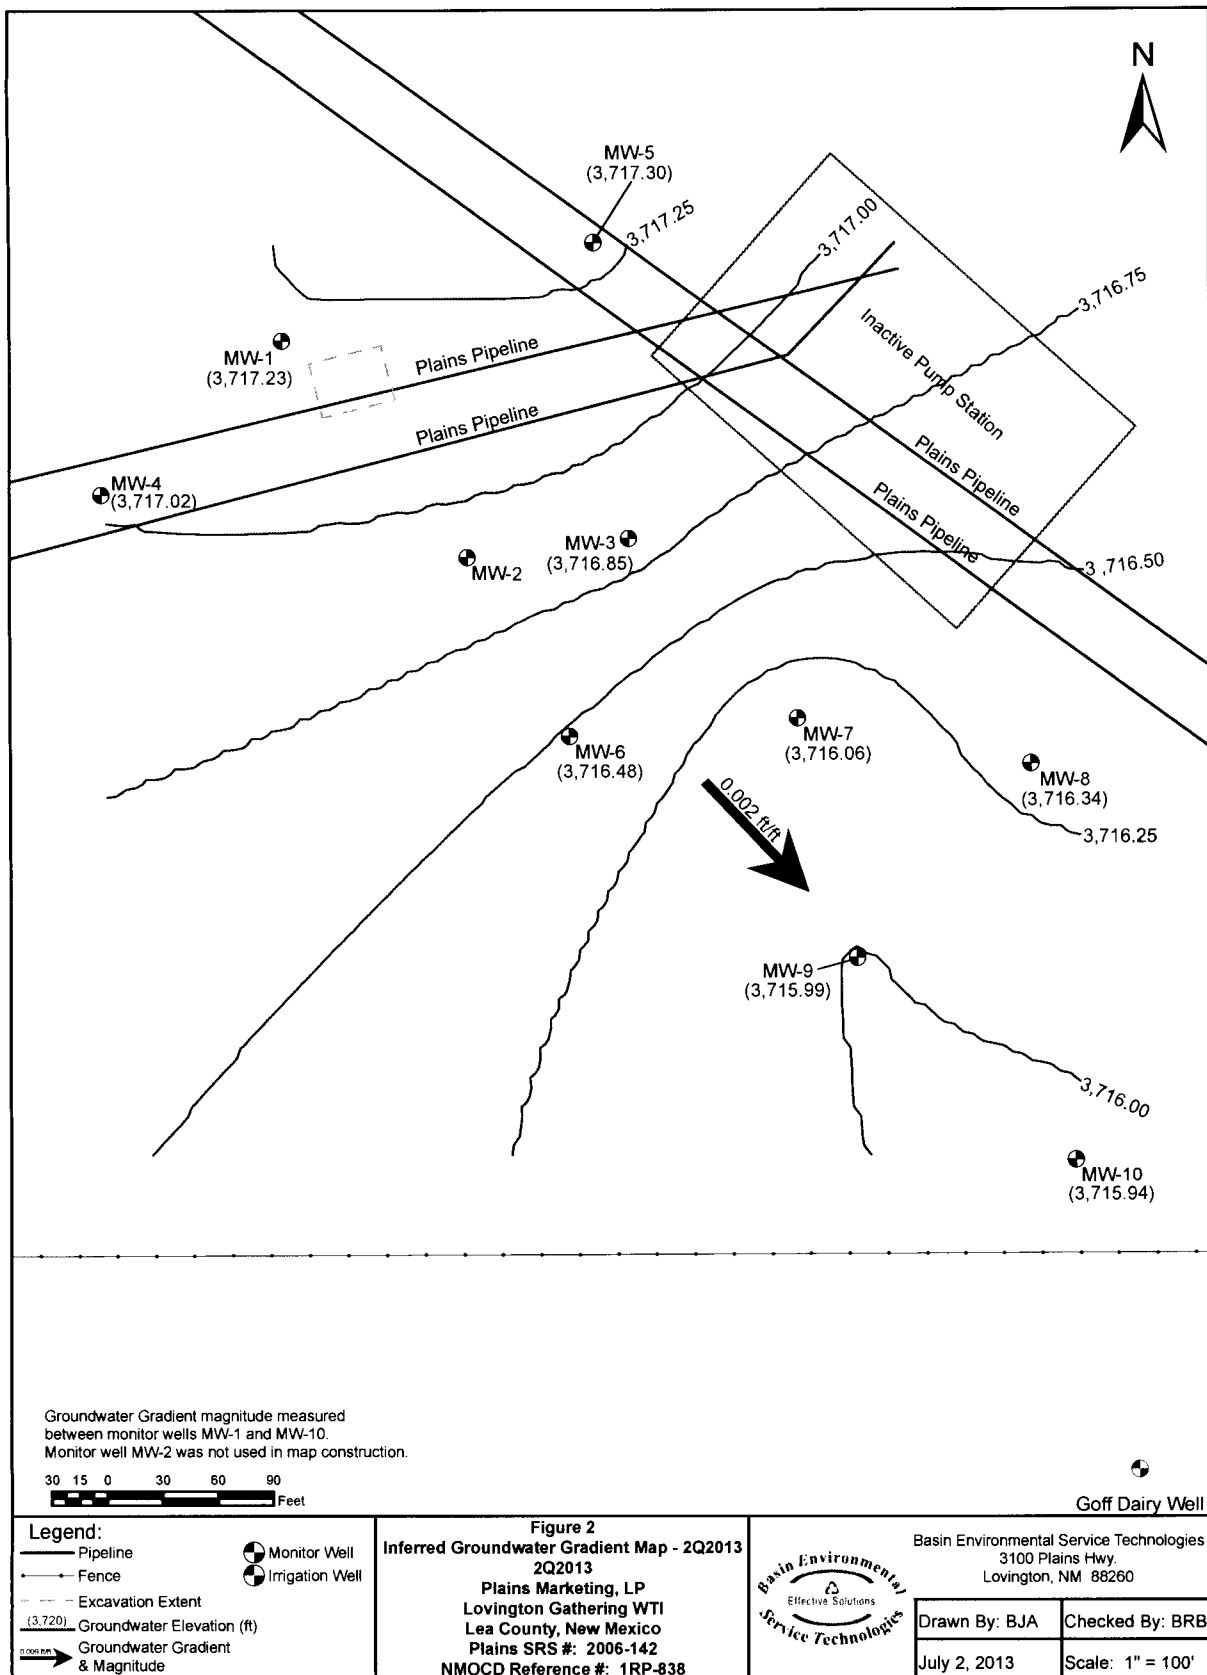 N
MW-5
(3,717.30)
3,717.25
3,717.00
3,716.75
Inactive Pump Station
MW-1
(3,717.23)
Plains Pipeline
Plains Pipeline
Plains Pipeline
Plains Pipeline
MW-4
(3,717.02)
MW-3
(3,716.85)
MW-2
3 ,716.50
MW-6
(3,716.48)
MW-7
(3,716.06)
MW-8
(3,716.34)
0.002 ft/ft
3,716.25
MW-9
(3,715.99)
3,716.00
MW-10
(3,715.94)
Groundwater Gradient magnitude measured
between monitor wells MW-1 and MW-10.
Monitor well MW-2 was not used in map construction.
30 15 0 30 60 90
Feet
Goff Dairy Well
Legend:
Pipeline
Monitor Well
Fence
Irrigation Well
Excavation Extent
(3,720) Groundwater Elevation (ft)
0.009 ft/ft Groundwater Gradient
& Magnitude
Figure 2
Inferred Groundwater Gradient Map - 2Q2013
2Q2013
Plains Marketing, LP
Lovington Gathering WTI
Lea County, New Mexico
Plains SRS #: 2006-142
NMOCD Reference #: 1RP-838
Basin Environmental
Effective Solutions
Service Technologies
Basin Environmental Service Technologies
3100 Plains Hwy.
Lovington, NM 88260
Drawn By: BJA
Checked By: BRB
July 2, 2013
Scale: 1" = 100'